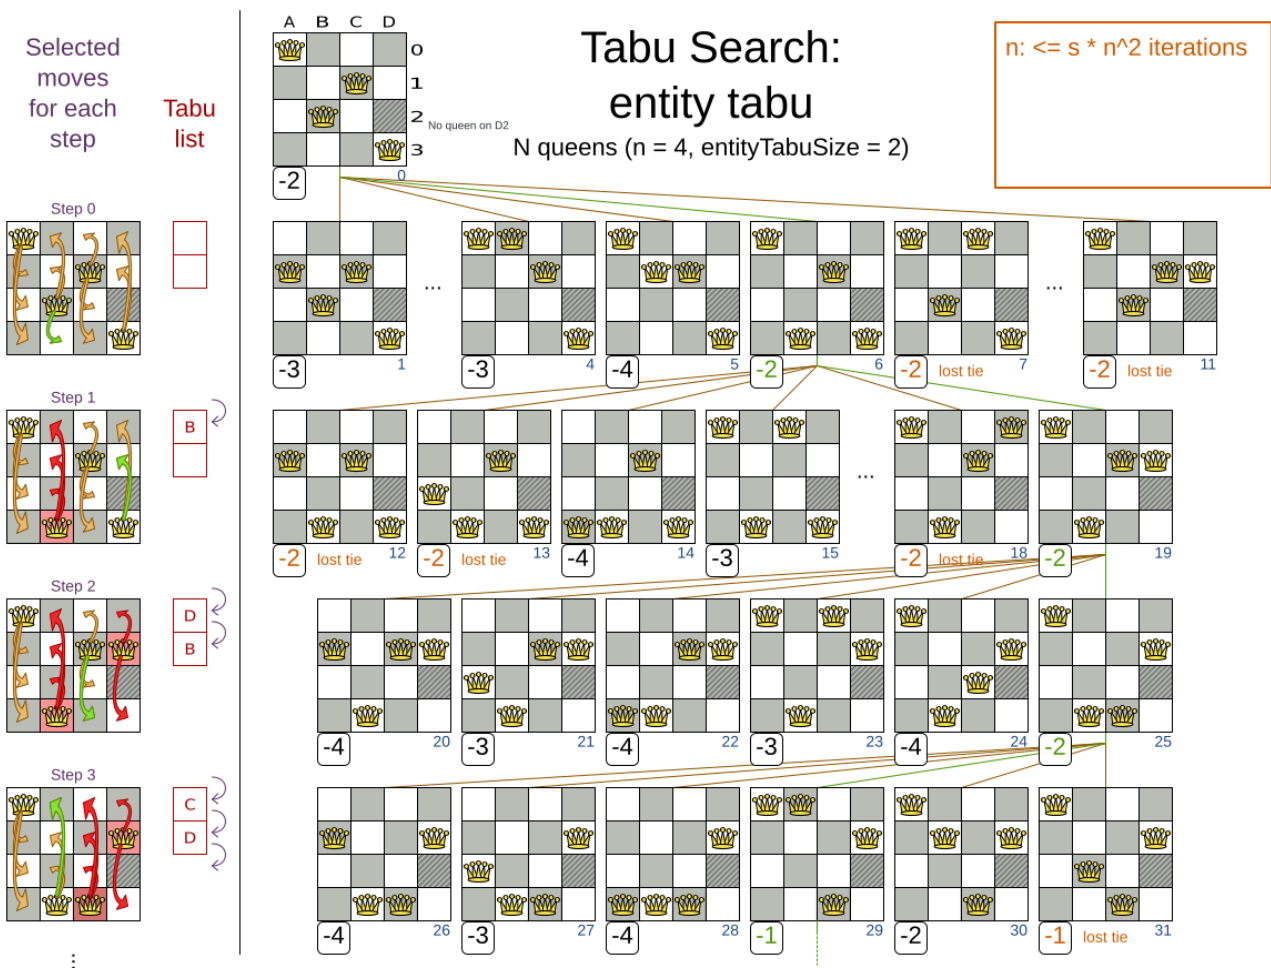 Selected
moves
for each
step
Tabu
list
A B C D
0
1
2
3
No queen on D2
-2
0
Tabu Search:
entity tabu
N queens (n = 4, entityTabuSize = 2)
n: <= s * n^2 iterations
Step 0
... ...
-3 1
-3 4
-4 5
-2 6
-2 lost tie 7
-2 lost tie 11
Step 1
B
...
-2 lost tie 12
-2 lost tie 13
-4 14
-3 15
-2 lost tie 18
-2 19
Step 2
D
B
-4 20
-3 21
-4 22
-3 23
-4 24
-2 25
Step 3
C
D
-4 26
-3 27
-4 28
-1 29
-2 30
-1 lost tie 31
...